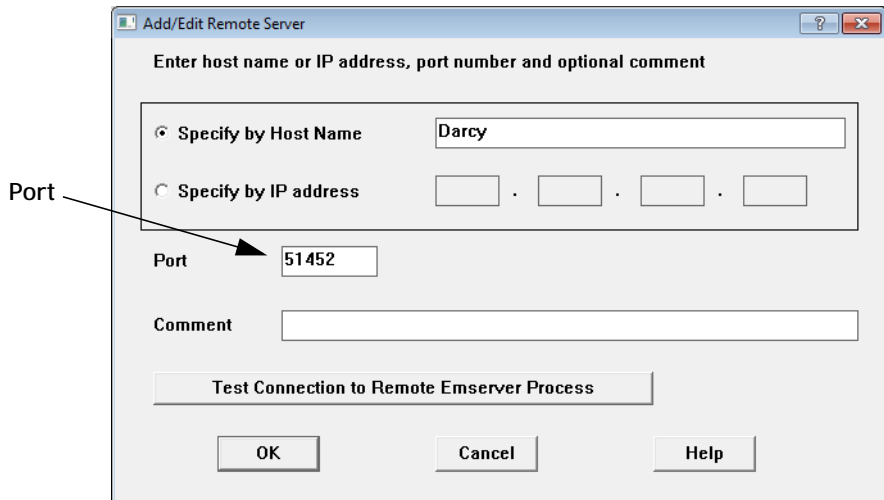 Add/Edit Remote Server
Enter host name or IP address, port number and optional comment
Specify by Host Name Darcy
Specify by IP address . . .
Port
Port 51452
Comment
Test Connection to Remote Emserver Process
OK Cancel Help